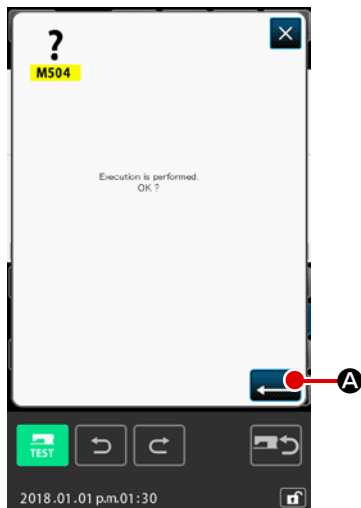 ?
M504
Execution is performed.
OK ?
A
TEST
2018.01.01 p.m.01:30